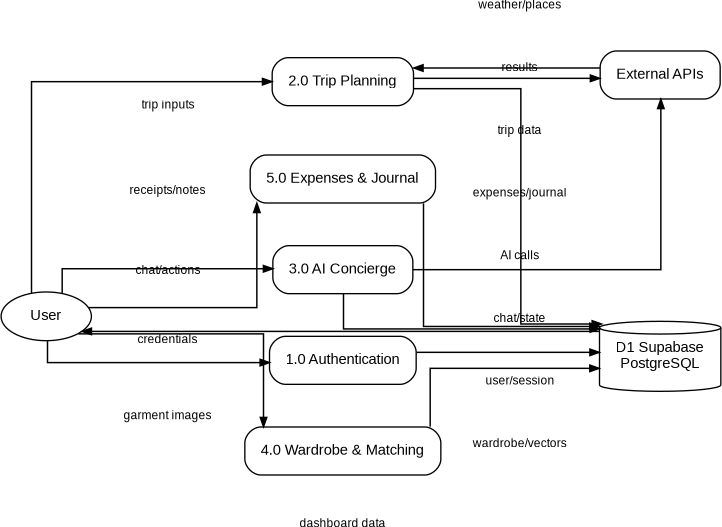 weather/places
2.0 Trip Planning
results
External APIs
trip inputs
trip data
5.0 Expenses & Journal
receipts/notes
expenses/journal
chat/actions
3.0 AI Concierge
AI calls
User
chat/state
credentials
1.0 Authentication
D1 Supabase
PostgreSQL
user/session
garment images
4.0 Wardrobe & Matching
wardrobe/vectors
dashboard data